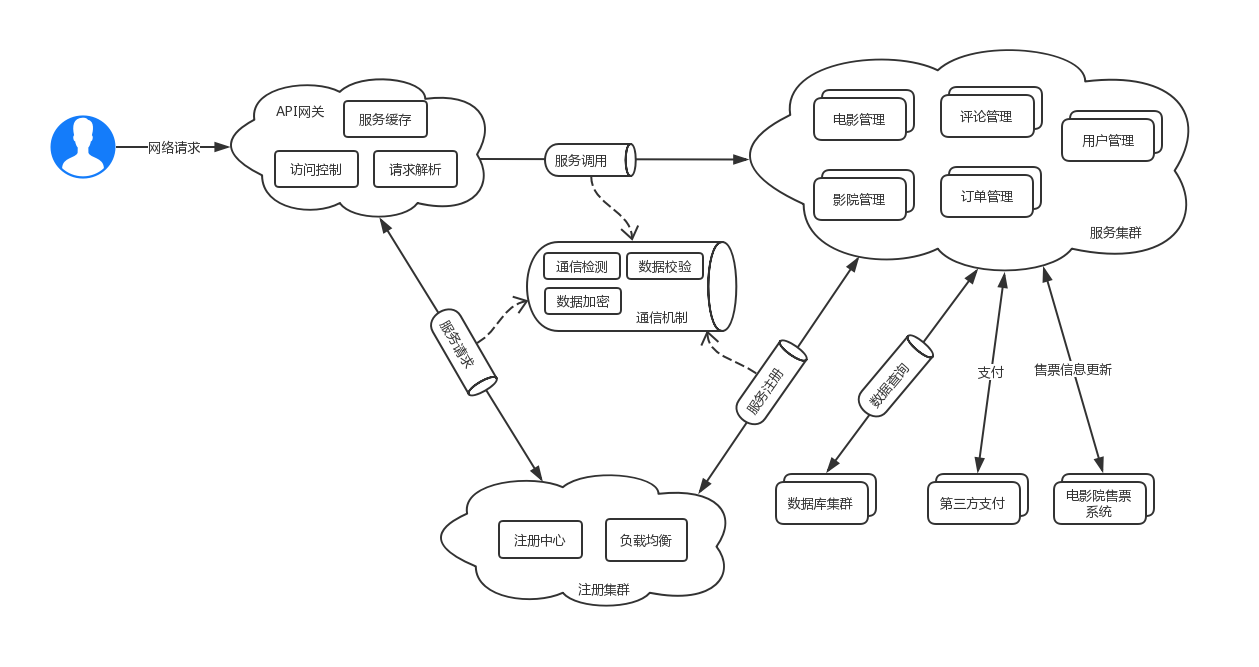 网络请求
API网关
服务缓存
访问控制
请求解析
服务调用
电影管理
评论管理
用户管理
影院管理
订单管理
服务集群
通信检测
数据校验
数据加密
通信机制
服务请求
服务注册
数据查询
支付
售票信息更新
数据库集群
第三方支付
电影院售票
系统
注册中心
负载均衡
注册集群